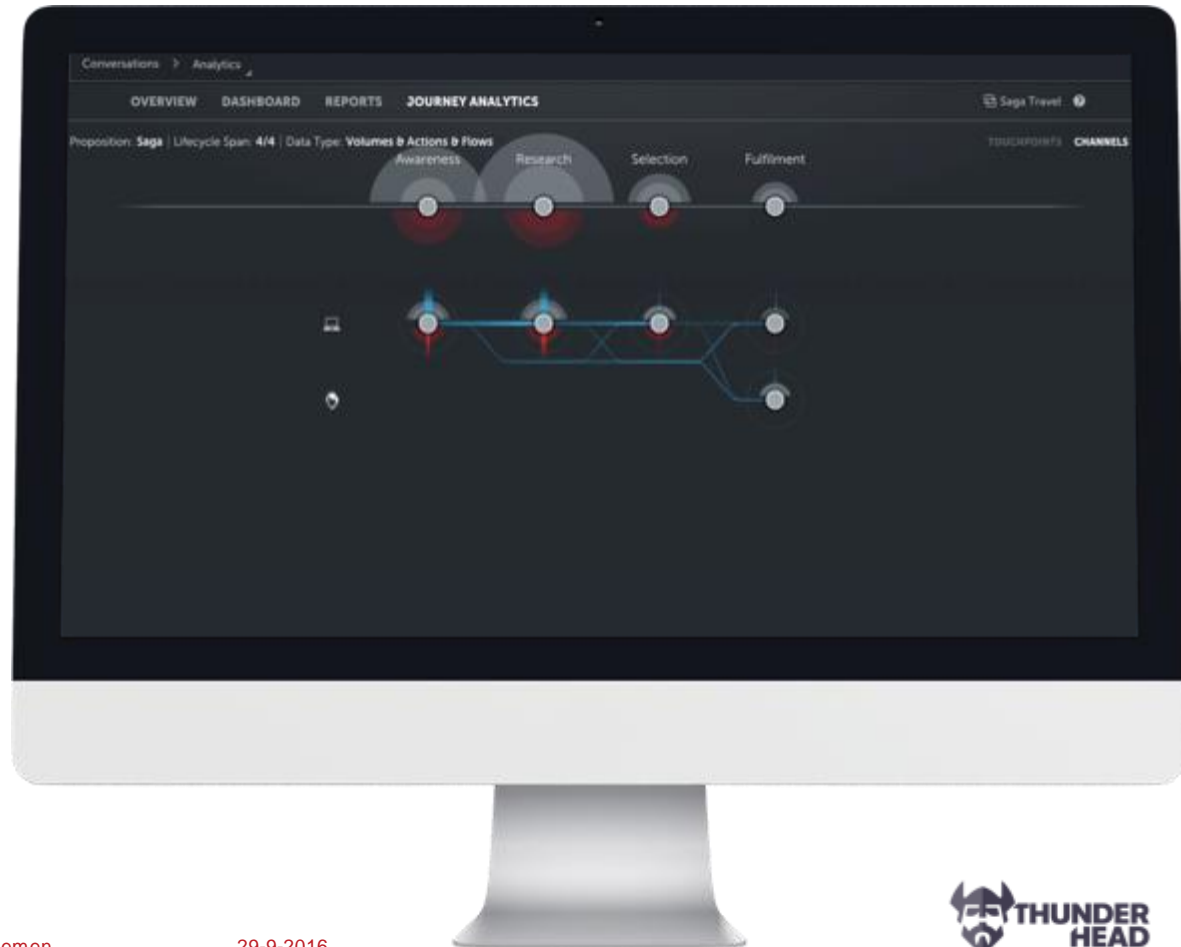 Conversations > Analytics
OVERVIEW DASHBOARD REPORTS JOURNEY ANALYTICS Saga Travel ?
Proposition: Saga | Lifecycle Span: 4/4 | Data Type: Volumes & Actions & Flows TOUCHPOINTS CHANNELS
Awareness Research Selection Fulfilment
29-9-2016
THUNDER
HEAD